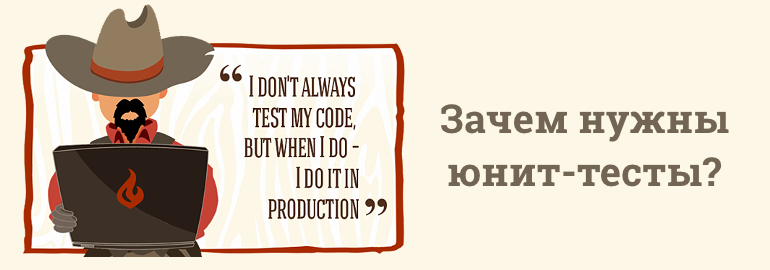 “ I DON'T ALWAYS
TEST MY CODE,
BUT WHEN I DO -
I DO IT IN
PRODUCTION ”
Зачем нужны
юнит-тесты?